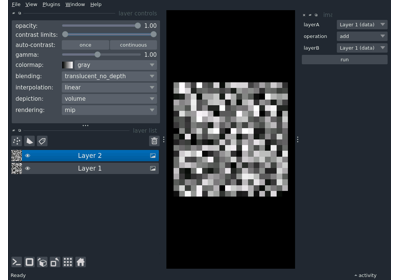 File View Plugins Window Help
layer controls
opacity: 1.00
contrast limits:
auto-contrast: once continuous
gamma: 1.00
colormap: gray
blending: translucent_no_depth
interpolation: linear
depiction: volume
rendering: mip
layer list
Layer 2
Layer 1
Ready
layerA Layer 1 (data)
operation add
layerB Layer 1 (data)
run
activity